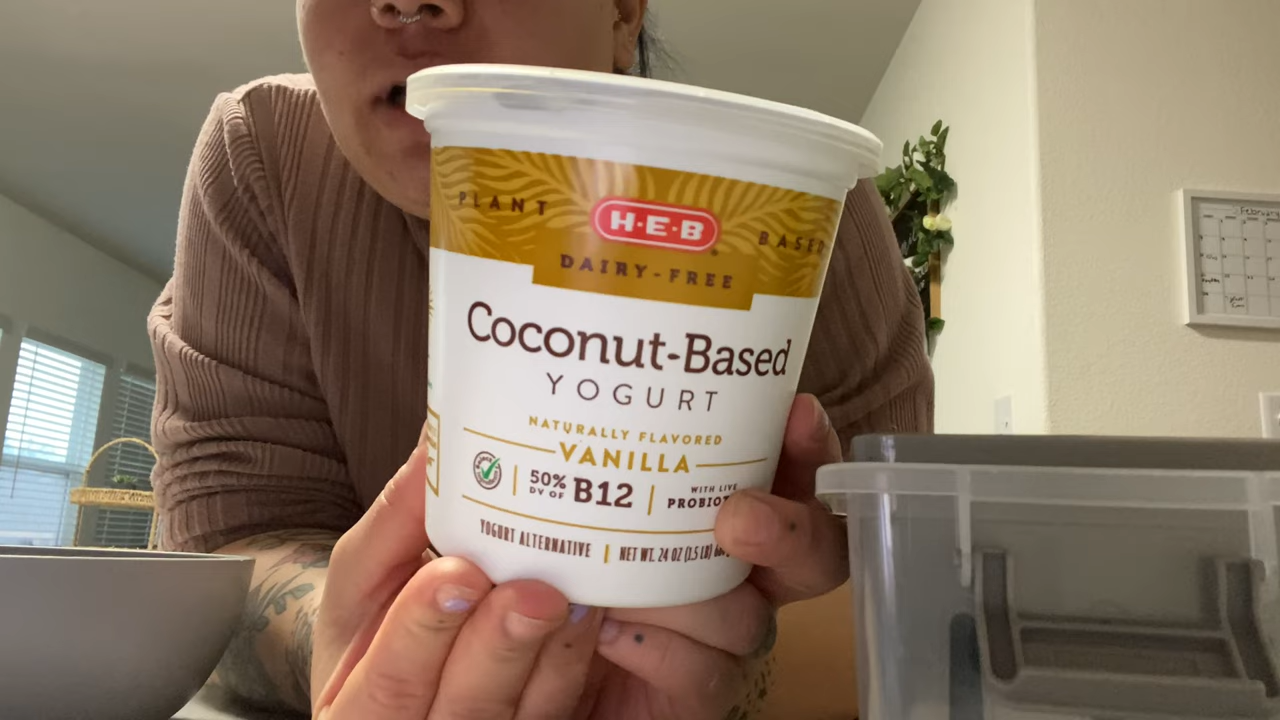 PLANT
H-E-B
BASED
DAIRY-FREE
Coconut-Based
YOGURT
NATURALLY FLAVORED
VANILLA
50%
DV OF
B12
WITH LIVE
YOGURT ALTERNATIVE
NET WT. 24 OZ (1.5 LB)